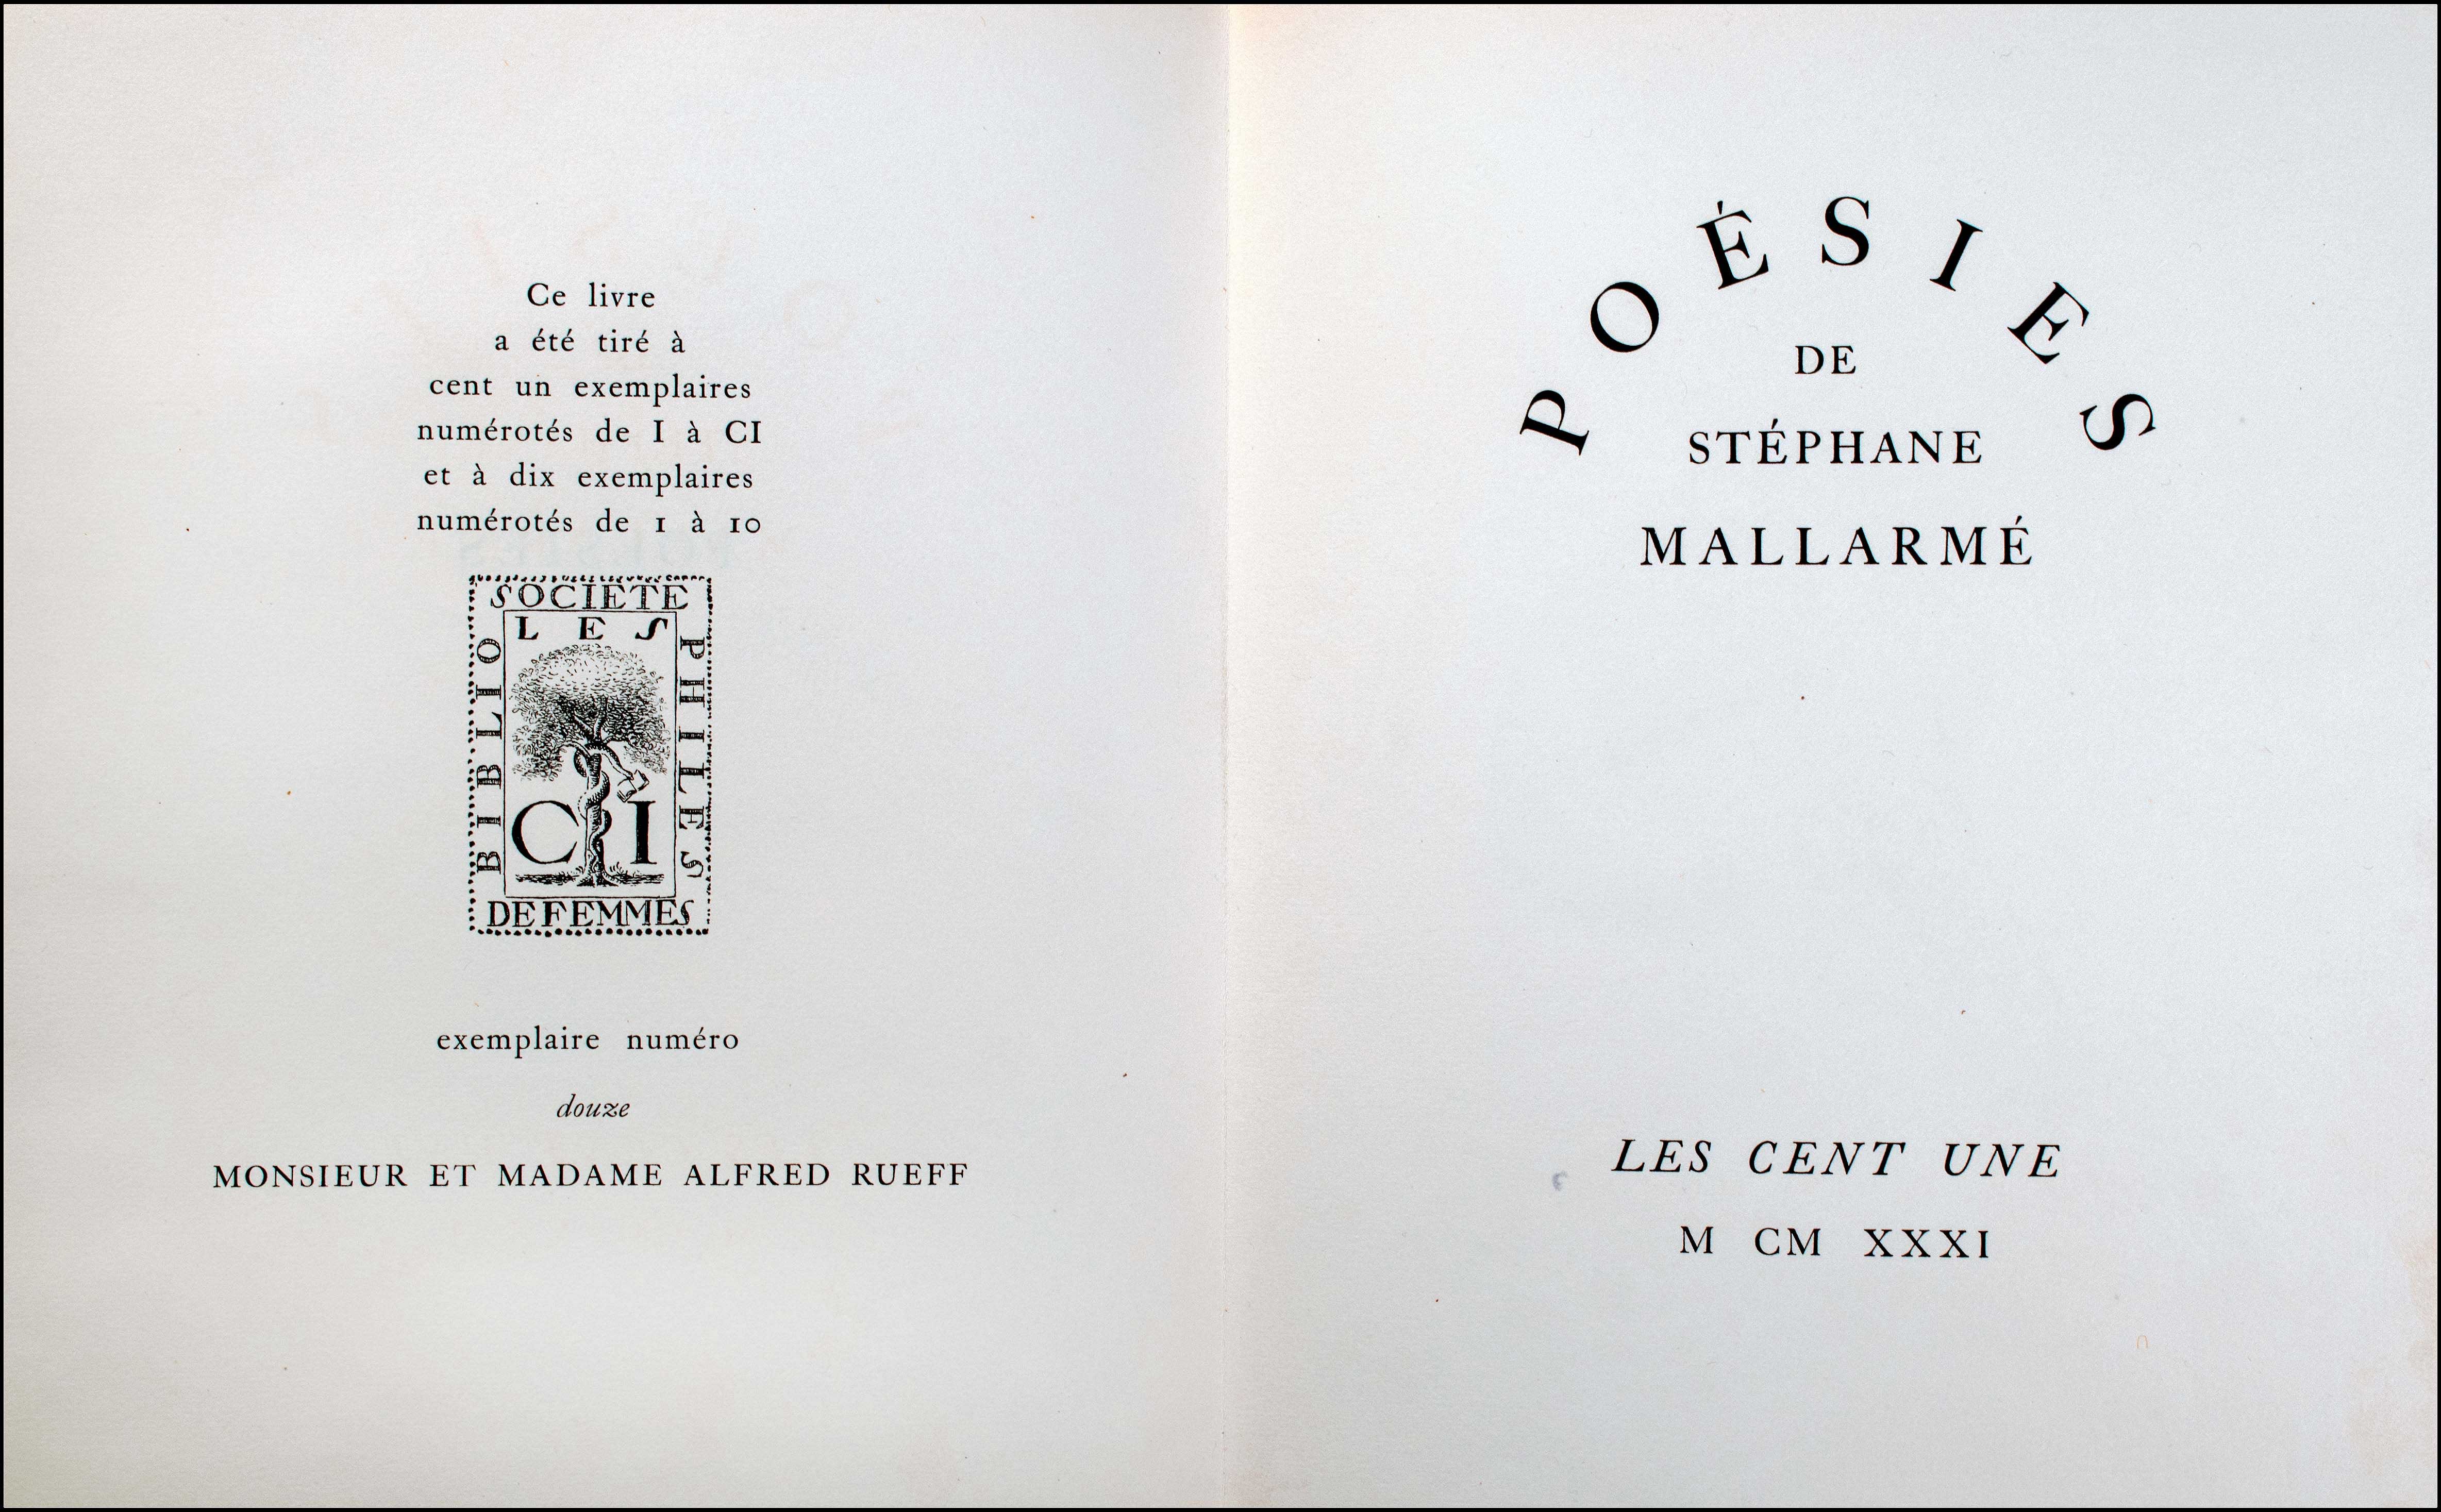 Ce livre
a été tiré à
cent un exemplaires
numérotés de I à CI
et à dix exemplaires
numérotés de 1 à 10
SOCIETE
LES
BIBLIO
PHILES
CI
DE FEMMES
exemplaire numéro
douze
MONSIEUR ET MADAME ALFRED RUEFF
POÉSIES
DE
STÉPHANE
MALLARMÉ
LES CENT UNE
M CM XXXI